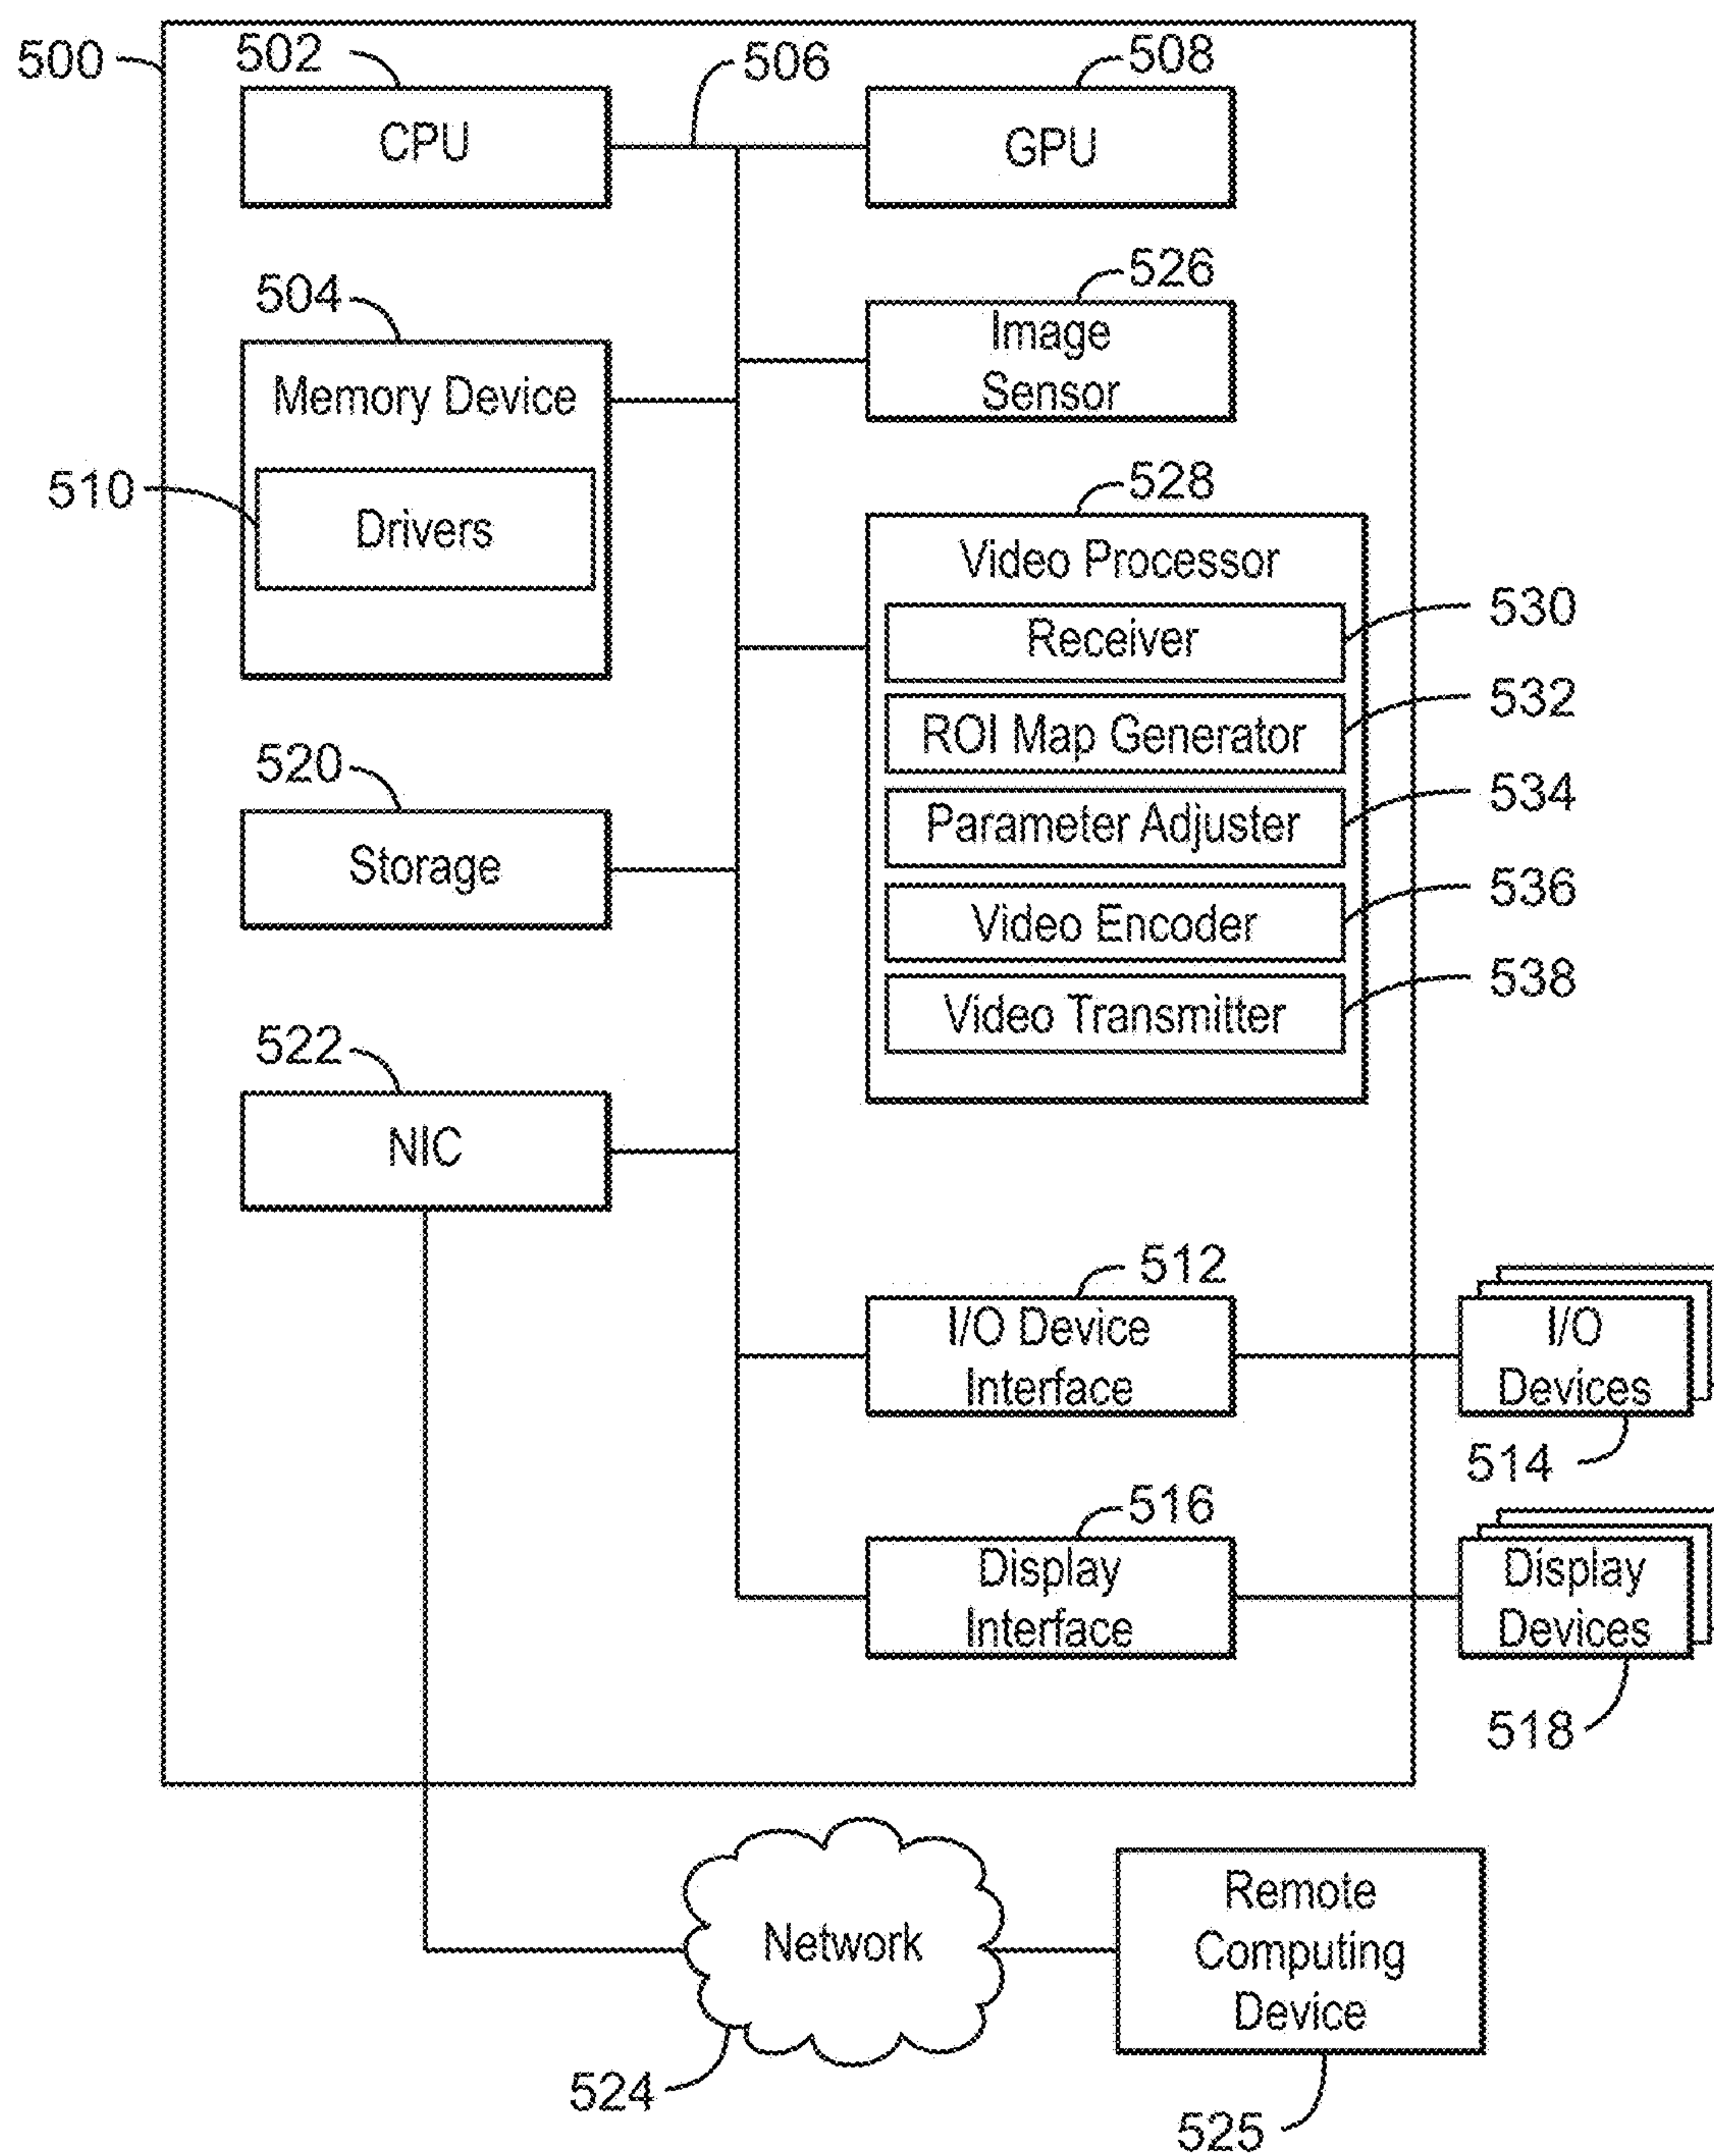 500
502
506
508
CPU
GPU
526
504
Image
Sensor
Memory Device
510
Drivers
528
Video Processor
530
Receiver
532
ROI Map Generator
534
Parameter Adjuster
536
Video Encoder
538
Video Transmitter
520
Storage
522
NIC
512
I/O Device
Interface
I/O
Devices
514
516
Display
Interface
Display
Devices
518
Network
524
Remote
Computing
Device
525